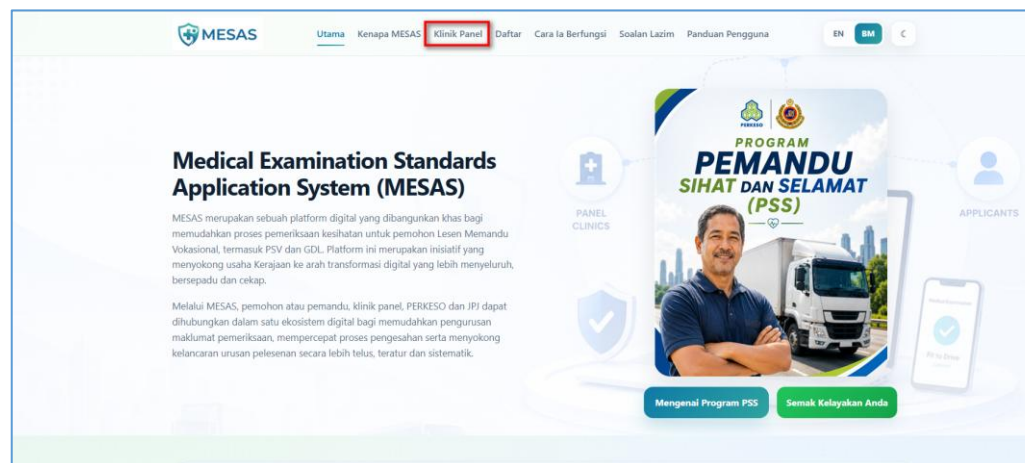 MESAS
Utama Kenapa MESAS Klinik Panel Daftar Cara Ia Berfungsi Soalan Lazim Panduan Pengguna
EN BM
Medical Examination Standards
Application System (MESAS)
MESAS merupakan sebuah platform digital yang dibangunkan khas bagi
memudahkan proses pemeriksaan kesihatan untuk pemohon Lesen Memandu
Vokasional, termasuk PSV dan GDL. Platform ini merupakan inisiatif yang
menyokong usaha Kerajaan ke arah transformasi digital yang lebih menyeluruh,
bersepadu dan cekap.
Melalui MESAS, pemohon atau pemandu, klinik panel, PERKESO dan JPJ dapat
dihubungkan dalam satu ekosistem digital bagi memudahkan pengurusan
maklumat pemeriksaan, mempercepat proses pengesahan serta menyokong
kelancaran urusan pelesenan secara lebih telus, teratur dan sistematik.
PANEL
CLINICS
PERKESO
PROGRAM
PEMANDU
SIHAT DAN SELAMAT
(PSS)
APPLICANTS
Fit to Drive
Mengenai Program PSS
Semak Kelayakan Anda